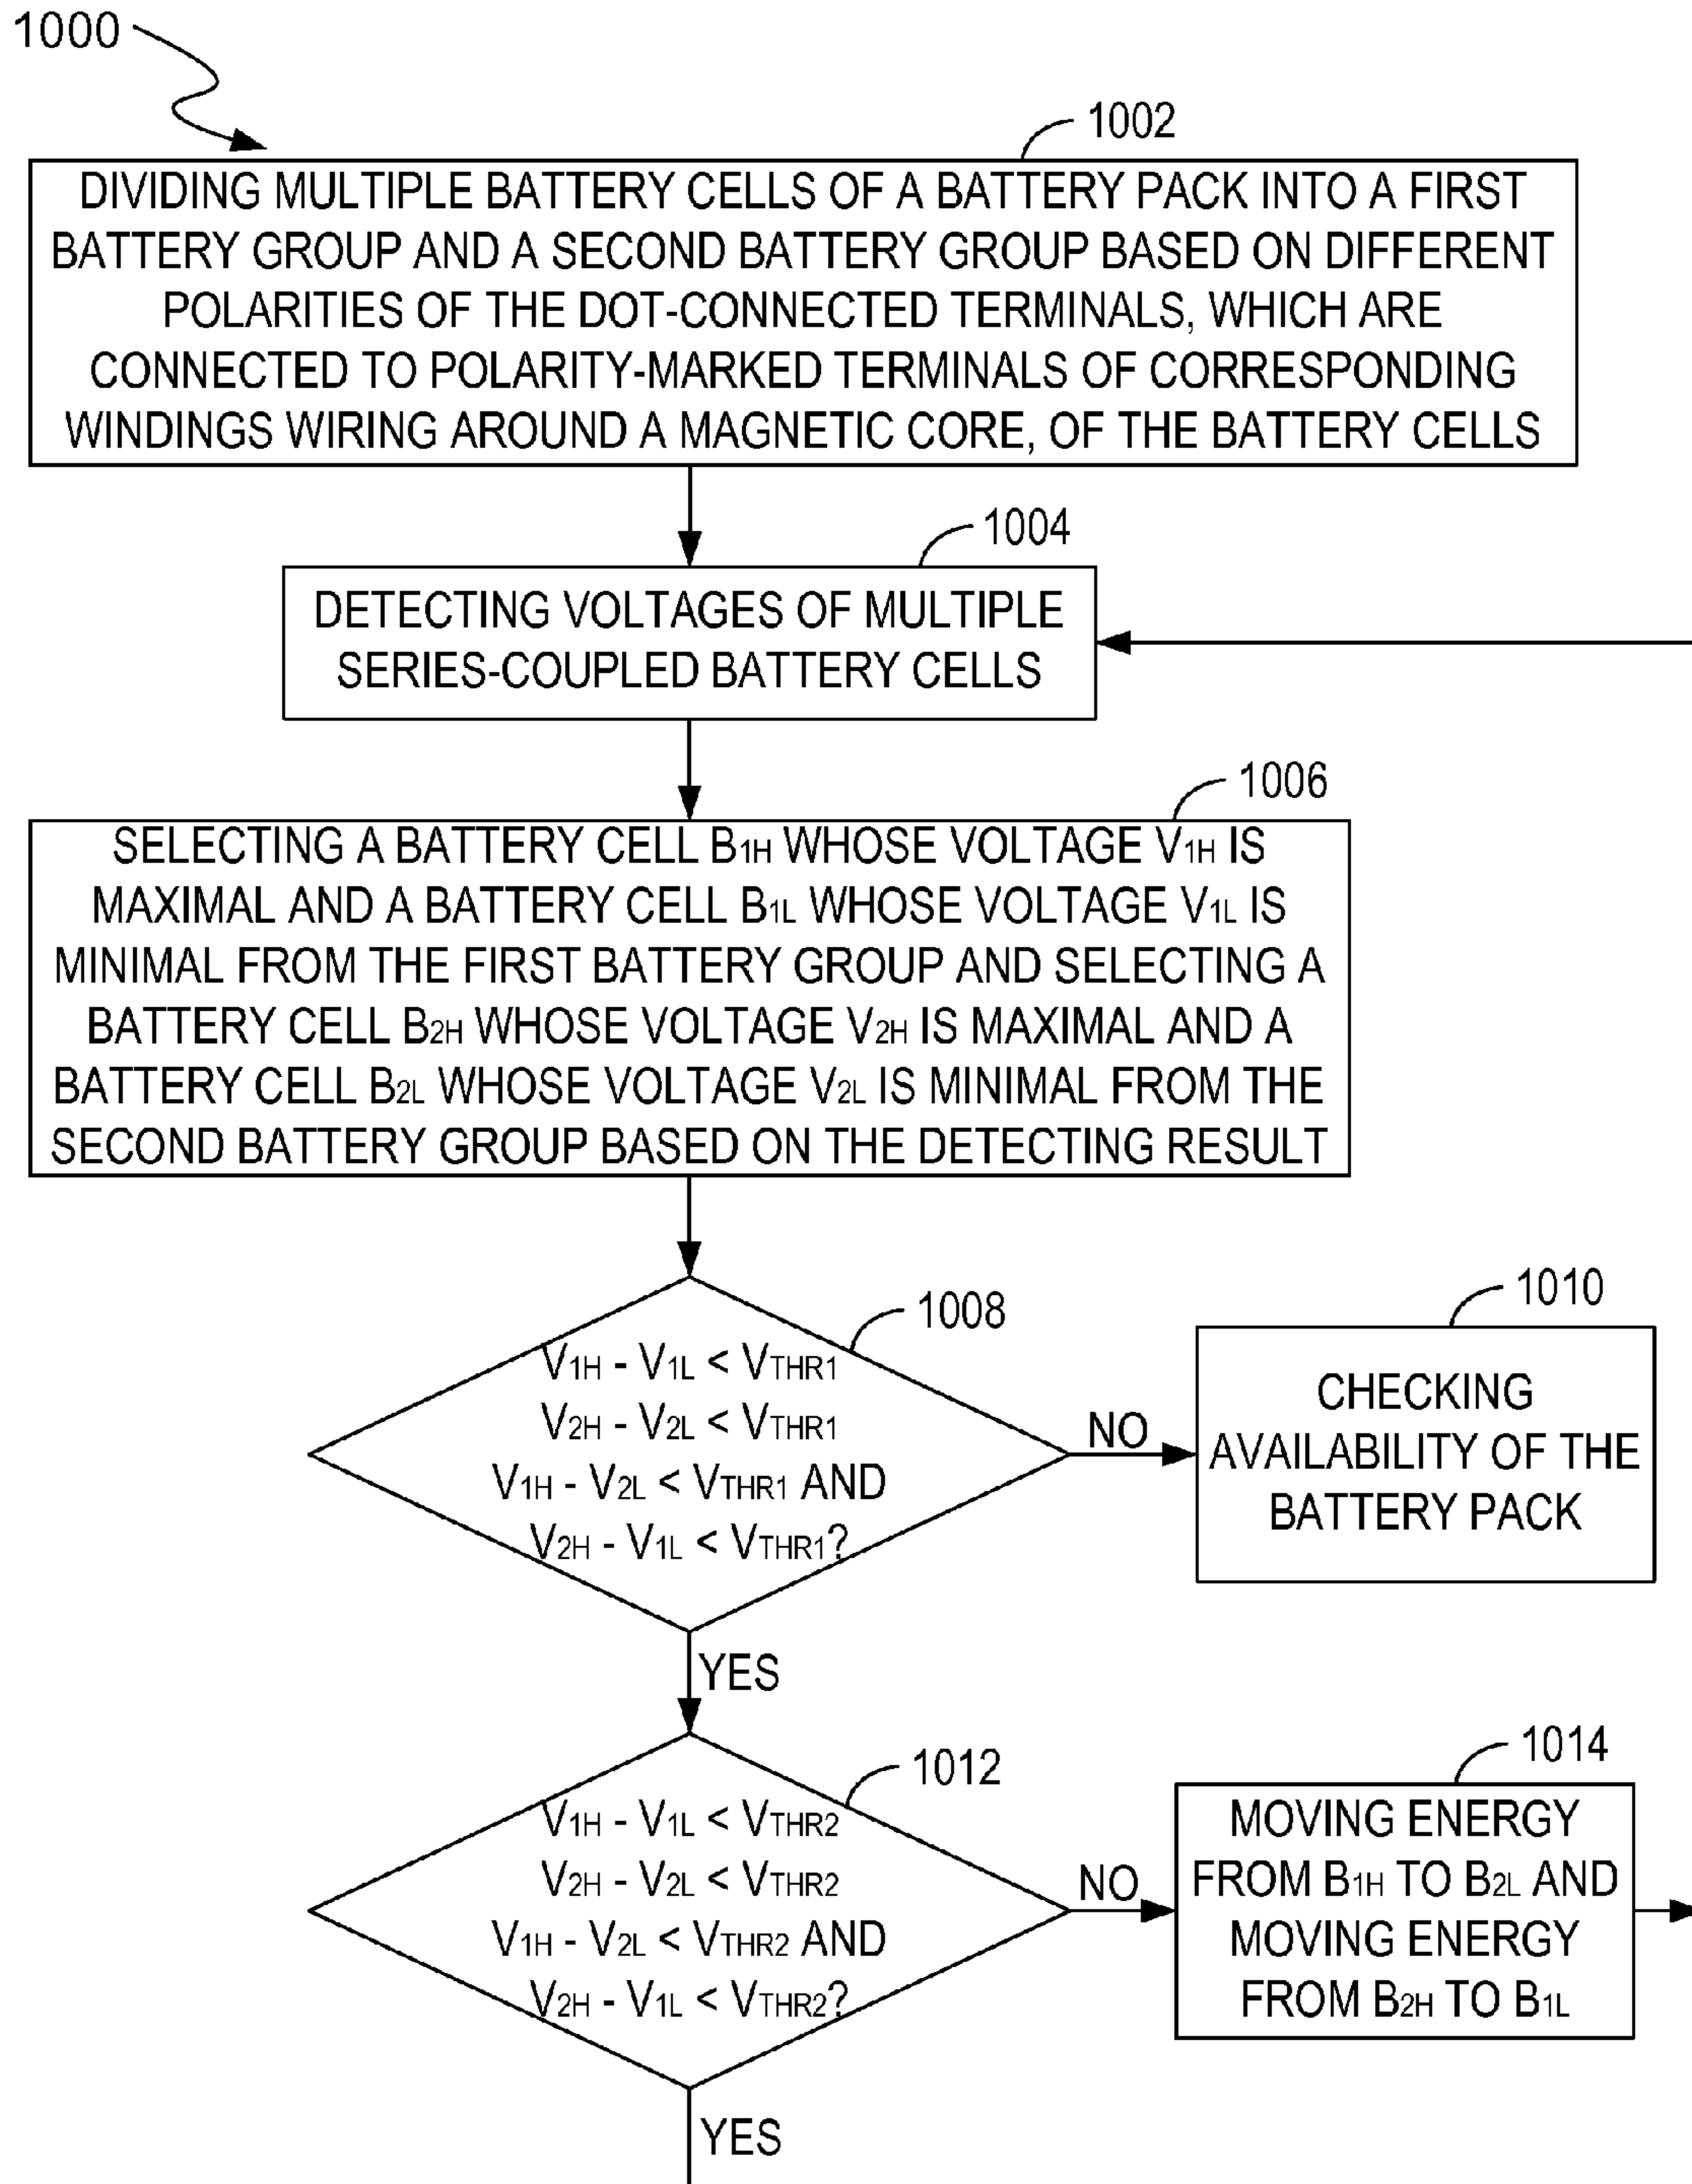 1000
1002
DIVIDING MULTIPLE BATTERY CELLS OF A BATTERY PACK INTO A FIRST
BATTERY GROUP AND A SECOND BATTERY GROUP BASED ON DIFFERENT
POLARITIES OF THE DOT-CONNECTED TERMINALS, WHICH ARE
CONNECTED TO POLARITY-MARKED TERMINALS OF CORRESPONDING
WINDINGS WIRING AROUND A MAGNETIC CORE, OF THE BATTERY CELLS
1004
DETECTING VOLTAGES OF MULTIPLE
SERIES-COUPLED BATTERY CELLS
1006
SELECTING A BATTERY CELL B1H WHOSE VOLTAGE V1H IS
MAXIMAL AND A BATTERY CELL B1L WHOSE VOLTAGE V1L IS
MINIMAL FROM THE FIRST BATTERY GROUP AND SELECTING A
BATTERY CELL B2H WHOSE VOLTAGE V2H IS MAXIMAL AND A
BATTERY CELL B2L WHOSE VOLTAGE V2L IS MINIMAL FROM THE
SECOND BATTERY GROUP BASED ON THE DETECTING RESULT
1008
V1H - V1L < VTHR1
V2H - V2L < VTHR1
V1H - V2L < VTHR1 AND
V2H - V1L < VTHR1?
NO
1010
CHECKING
AVAILABILITY OF THE
BATTERY PACK
YES
1012
V1H - V1L < VTHR2
V2H - V2L < VTHR2
V1H - V2L < VTHR2 AND
V2H - V1L < VTHR2?
NO
1014
MOVING ENERGY
FROM B1H TO B2L AND
MOVING ENERGY
FROM B2H TO B1L
YES